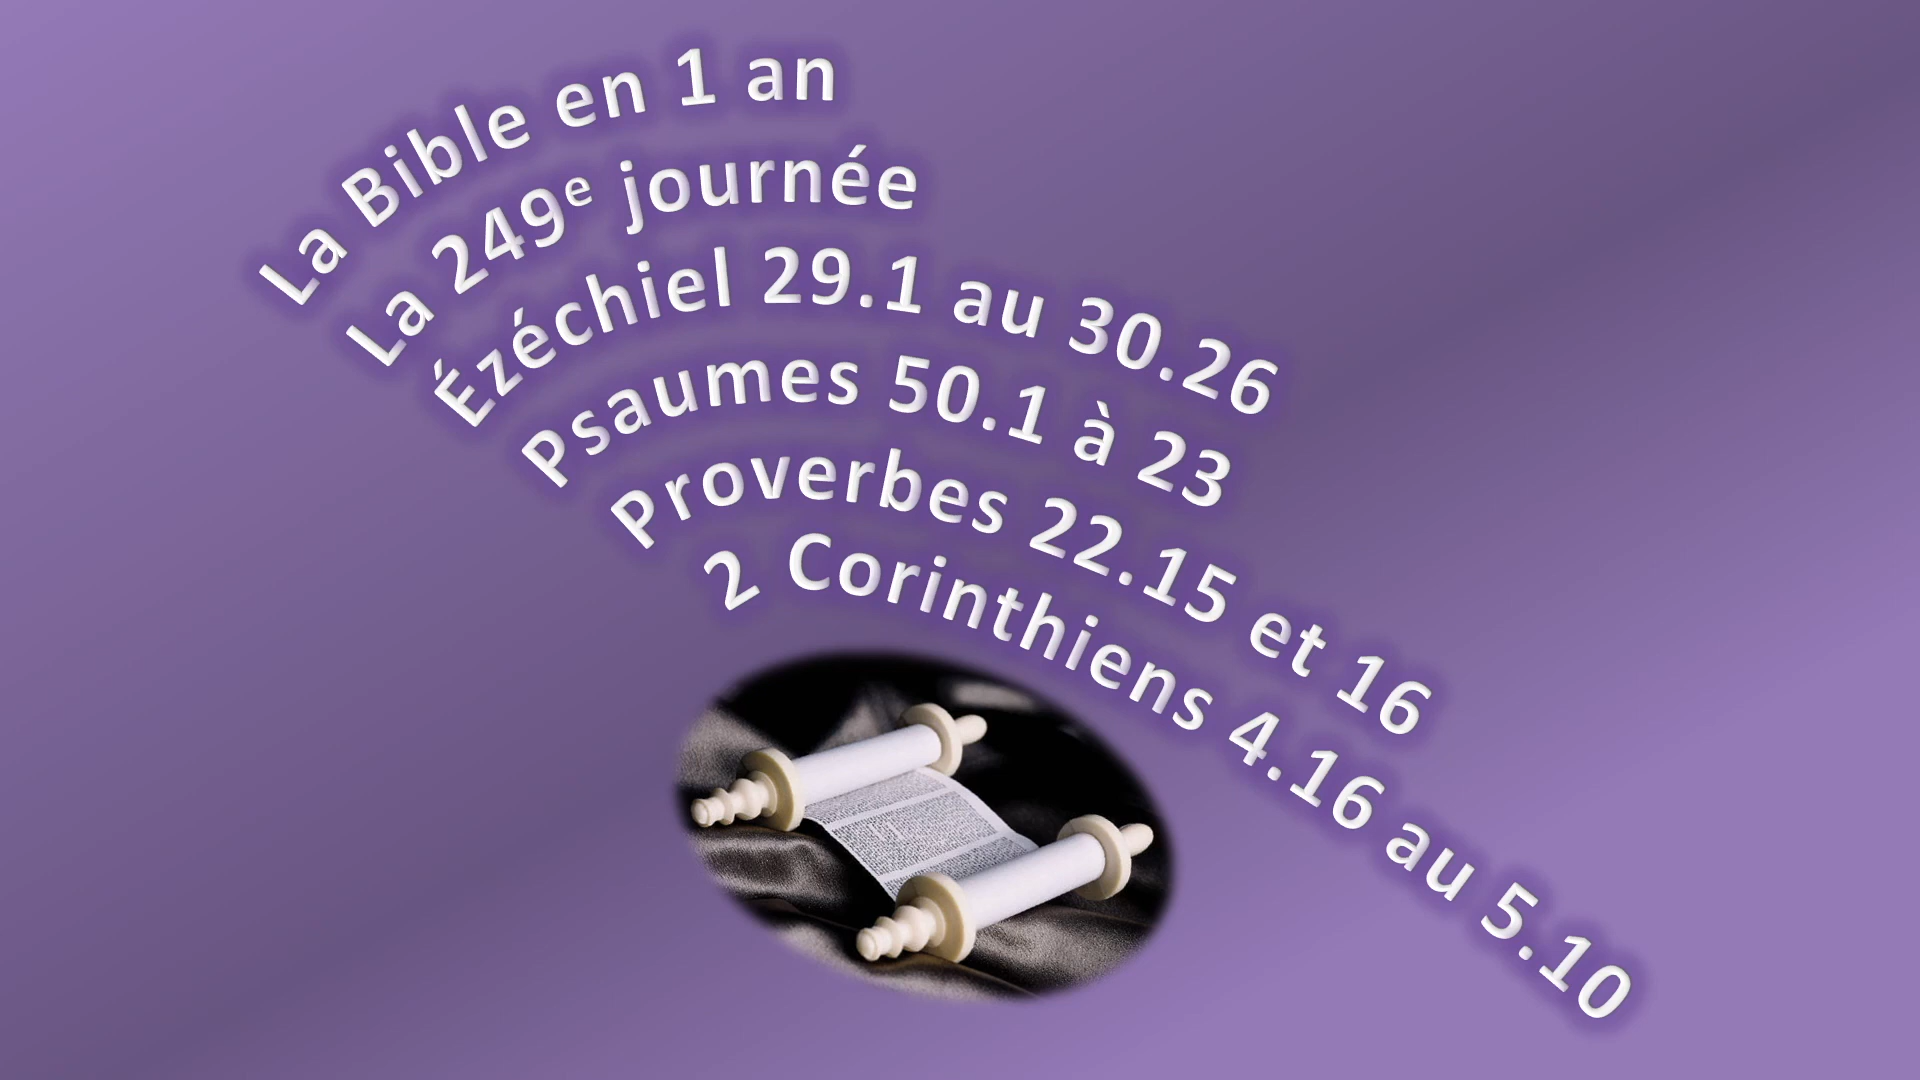 La Bible en 1 an
La 249e journée
Ézéchiel 29.1 au 30.26
Psaumes 50.1 à 23
Proverbes 22.15 et 16
2 Corinthiens 4.16 au 5.10